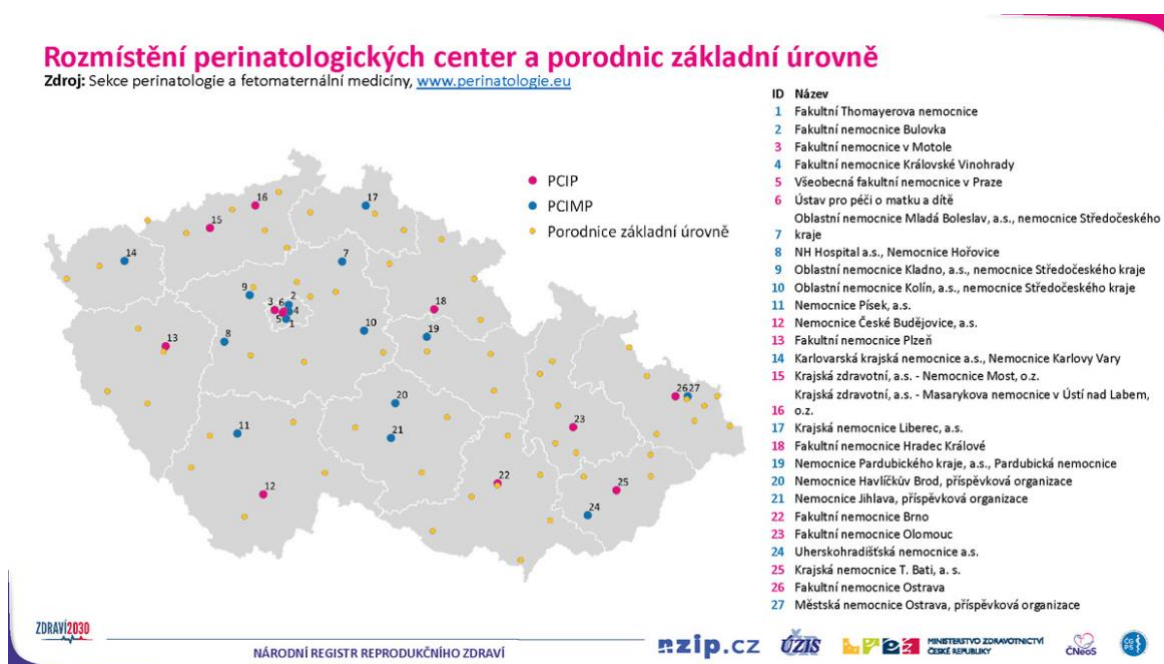 Rozmístění perinatologických center a porodnic základní úrovně
Zdroj: Sekce perinatologie a fetomaternální medicíny, www.perinatologie.eu
PCIP
PCIMP
Porodnice základní úrovně
16
17
15
14
7
9
2
3
6
4
5
1
18
10
19
8
13
20
26
27
11
21
23
22
25
12
24
ID Název
1 Fakultní Thomayerova nemocnice
2 Fakultní nemocnice Bulovka
3 Fakultní nemocnice v Motole
4 Fakultní nemocnice Královské Vinohrady
5 Všeobecná fakultní nemocnice v Praze
6 Ústav pro péči o matku a dítě
Oblastní nemocnice Mladá Boleslav, a.s., nemocnice Středočeského
7 kraje
8 NH Hospital a.s., Nemocnice Hořovice
9 Oblastní nemocnice Kladno, a.s., nemocnice Středočeského kraje
10 Oblastní nemocnice Kolín, a.s., nemocnice Středočeského kraje
11 Nemocnice Písek, a.s.
12 Nemocnice České Budějovice, a.s.
13 Fakultní nemocnice Plzeň
14 Karlovarská krajská nemocnice a.s., Nemocnice Karlovy Vary
15 Krajská zdravotní, a.s. - Nemocnice Most, o.z.
Krajská zdravotní, a.s. - Masarykova nemocnice v Ústí nad Labem,
16 o.z.
17 Krajská nemocnice Liberec, a.s.
18 Fakultní nemocnice Hradec Králové
19 Nemocnice Pardubického kraje, a.s., Pardubická nemocnice
20 Nemocnice Havlíčkův Brod, příspěvková organizace
21 Nemocnice Jihlava, příspěvková organizace
22 Fakultní nemocnice Brno
23 Fakultní nemocnice Olomouc
24 Uherskohradišťská nemocnice a.s.
25 Krajská nemocnice T. Bati, a. s.
26 Fakultní nemocnice Ostrava
27 Městská nemocnice Ostrava, příspěvková organizace
ZDRAVÍ2030
NÁRODNÍ REGISTR REPRODUKČNÍHO ZDRAVÍ
nzip.cz
ÚZIS
MINISTERSTVO ZDRAVOTNICTVÍ
ČESKÉ REPUBLIKY
ČNeoS